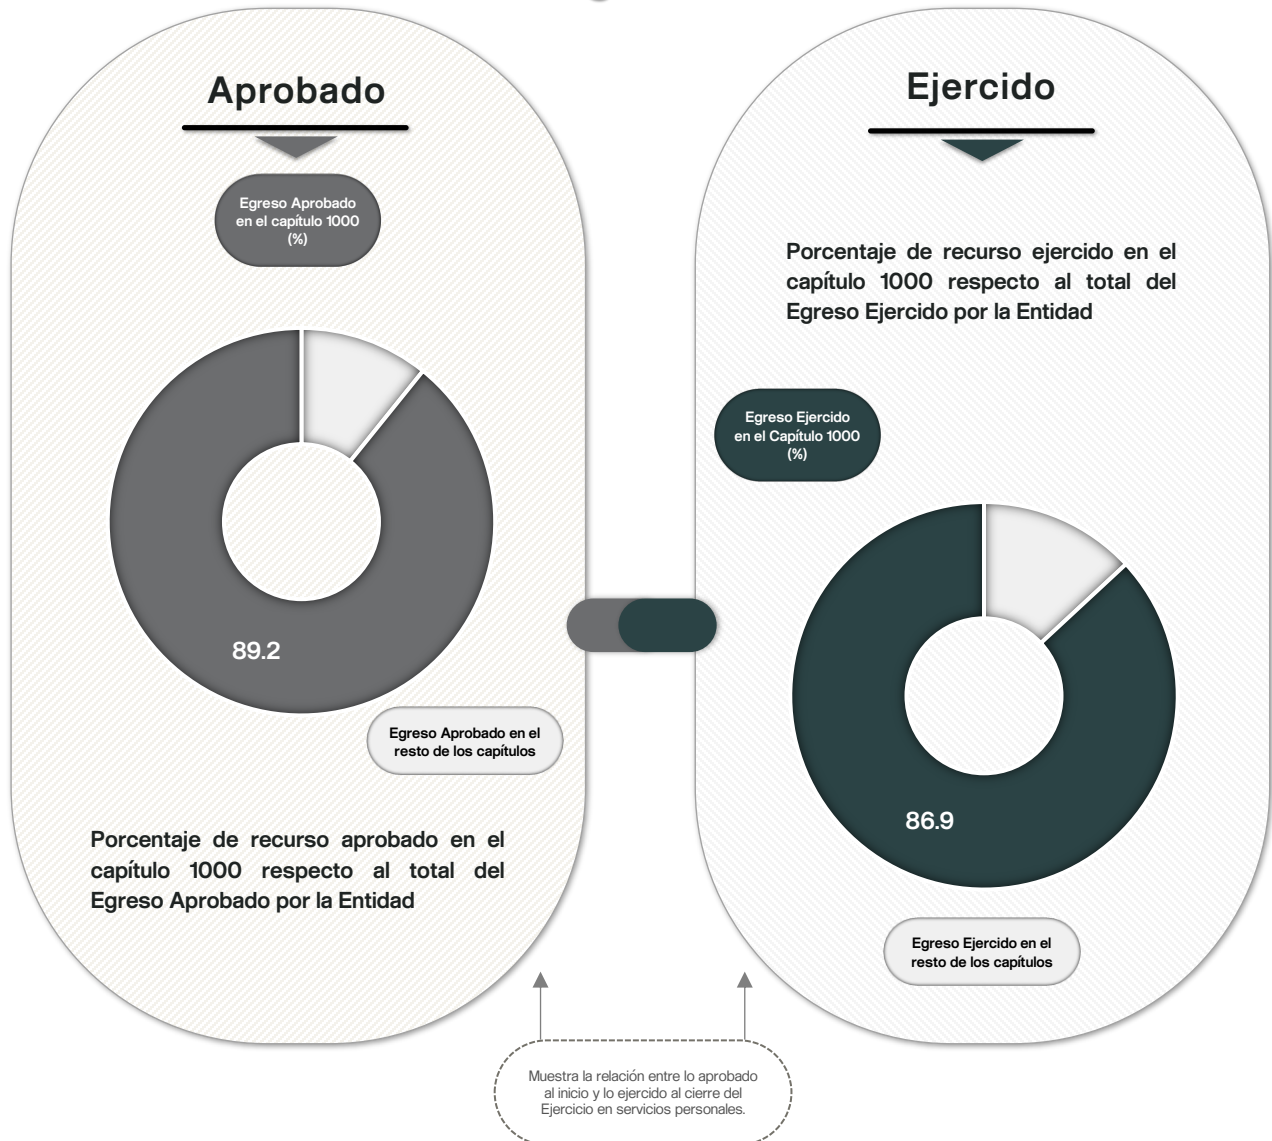 Aprobado
Egreso Aprobado
en el capítulo 1000
(%)
89.2
Egreso Aprobado en el
resto de los capítulos
Porcentaje de recurso aprobado en el
capítulo 1000 respecto al total del
Egreso Aprobado por la Entidad
Ejercido
Porcentaje de recurso ejercido en el
capítulo 1000 respecto al total del
Egreso Ejercido por la Entidad
Egreso Ejercido
en el Capítulo 1000
(%)
86.9
Egreso Ejercido en el
resto de los capítulos
Muestra la relación entre lo aprobado
al inicio y lo ejercido al cierre del
Ejercicio en servicios personales.